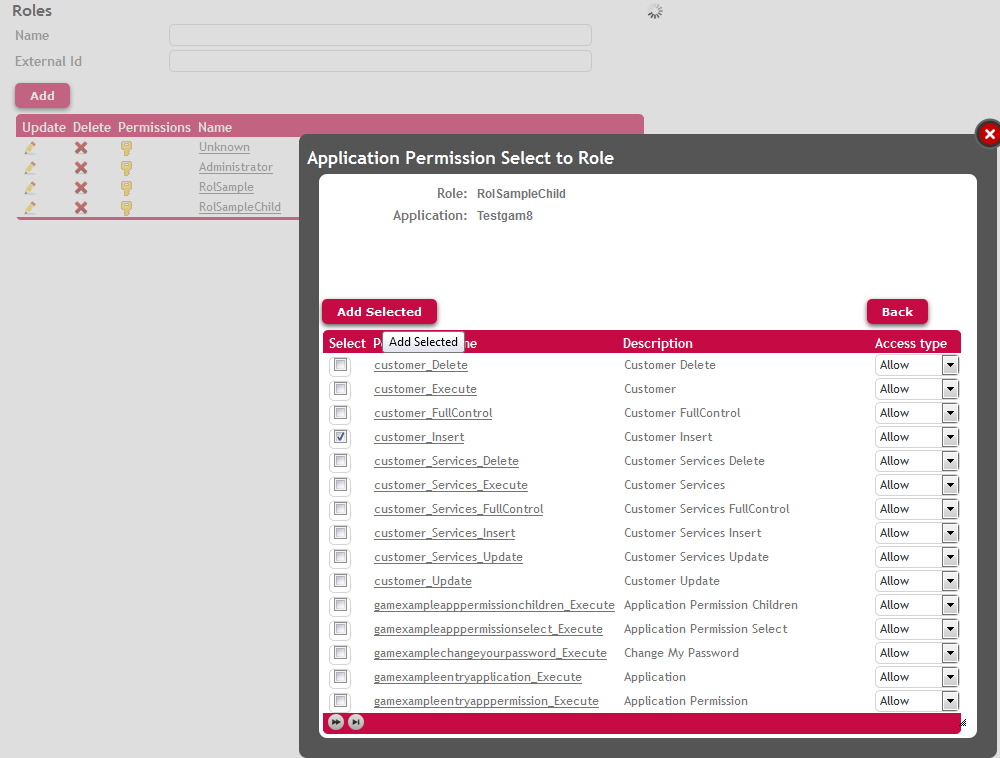 Roles
Name
External Id
Add
Update Delete Permissions Name
Unknown
Administrator
RolSample
RolSampleChild
Application Permission Select to Role
Role: RolSampleChild
Application: Testgam8
Add Selected Back
Select P Add Selected me Description Access type
customer_Delete Customer Delete Allow
customer_Execute Customer Allow
customer_FullControl Customer FullControl Allow
customer_Insert Customer Insert Allow
customer_Services_Delete Customer Services Delete Allow
customer_Services_Execute Customer Services Allow
customer_Services_FullControl Customer Services FullControl Allow
customer_Services_Insert Customer Services Insert Allow
customer_Services_Update Customer Services Update Allow
customer_Update Customer Update Allow
gamexampleapppermissionchildren_Execute Application Permission Children Allow
gamexampleapppermissionselect_Execute Application Permission Select Allow
gamexamplechangeyourpassword_Execute Change My Password Allow
gamexampleentryapplication_Execute Application Allow
gamexampleentryapppermission_Execute Application Permission Allow